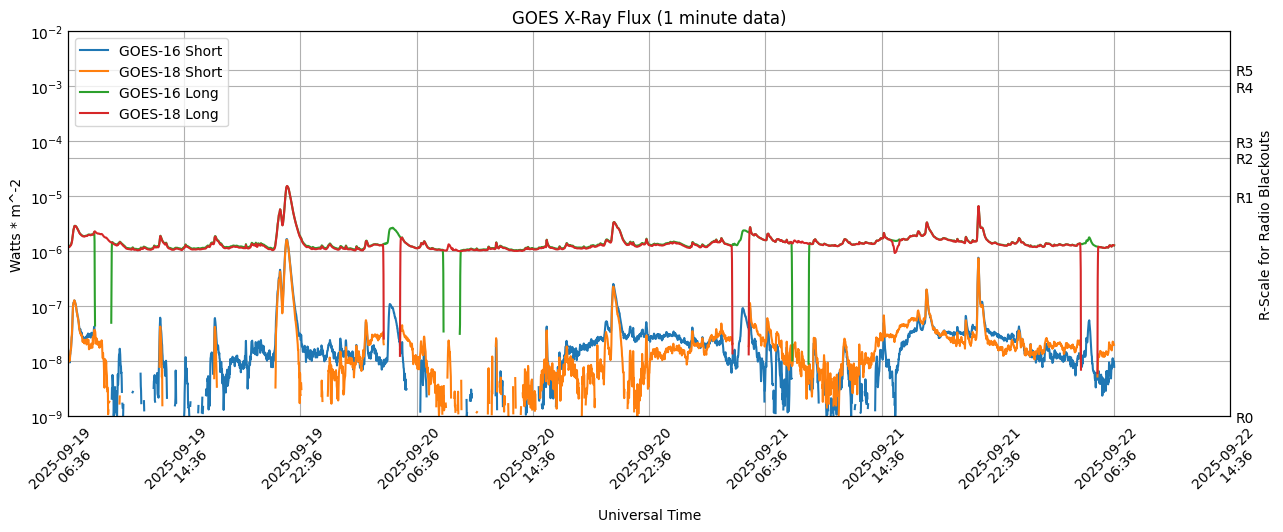 GOES X-Ray Flux (1 minute data)
GOES-16 Short
GOES-18 Short
GOES-16 Long
GOES-18 Long
Watts * m^-2
10^-2
10^-3
10^-4
10^-5
10^-6
10^-7
10^-8
10^-9
R5
R4
R3
R2
R1
R0
R-Scale for Radio Blackouts
2025-09-19
06:36
2025-09-19
14:36
2025-09-19
22:36
2025-09-20
06:36
2025-09-20
14:36
2025-09-20
22:36
2025-09-21
06:36
2025-09-21
14:36
2025-09-21
22:36
2025-09-22
06:36
2025-09-22
14:36
Universal Time